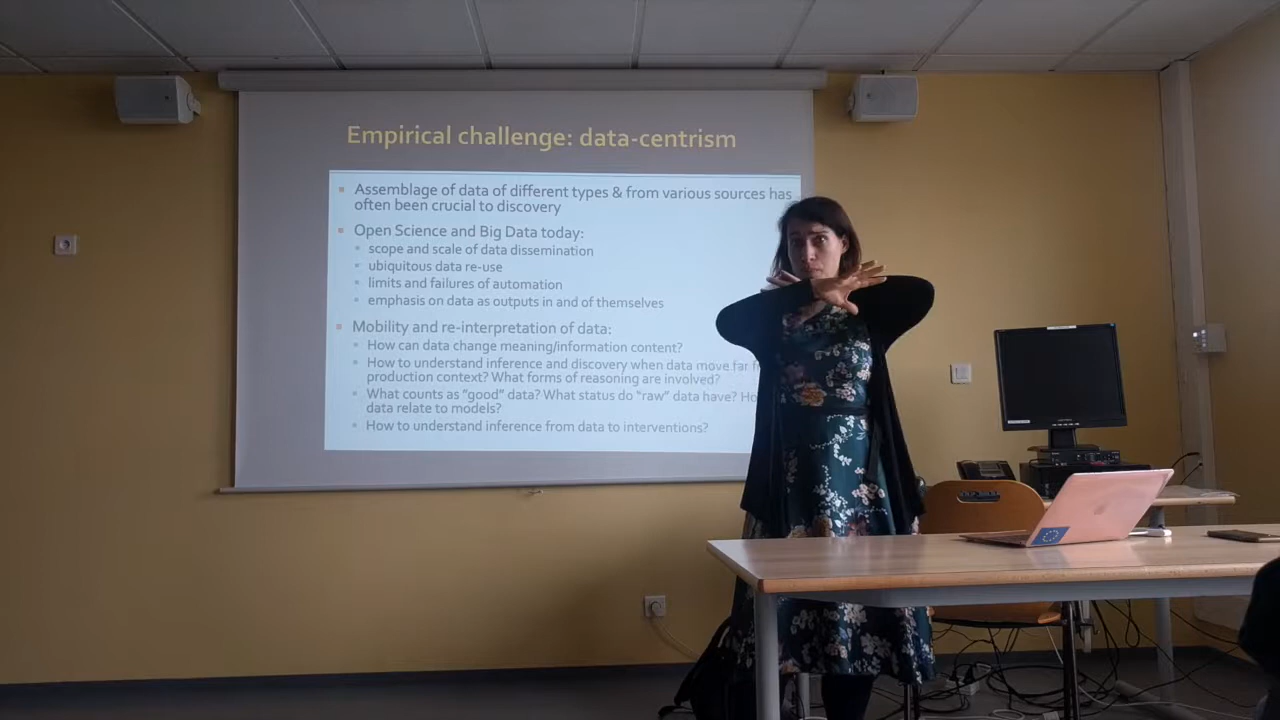 Empirical challenge: data-centrism
Assemblage of data of different types & from various sources has
often been crucial to discovery
Open Science and Big Data today:
scope and scale of data dissemination
ubiquitous data re-use
limits and failures of automation
emphasis on data as outputs in and of themselves
Mobility and re-interpretation of data:
How can data change meaning/information content?
How to understand inference and discovery when data move far
production context? What forms of reasoning are involved?
What counts as “good” data? What status do “raw” data have?
data relate to models?
How to understand inference from data to interventions?